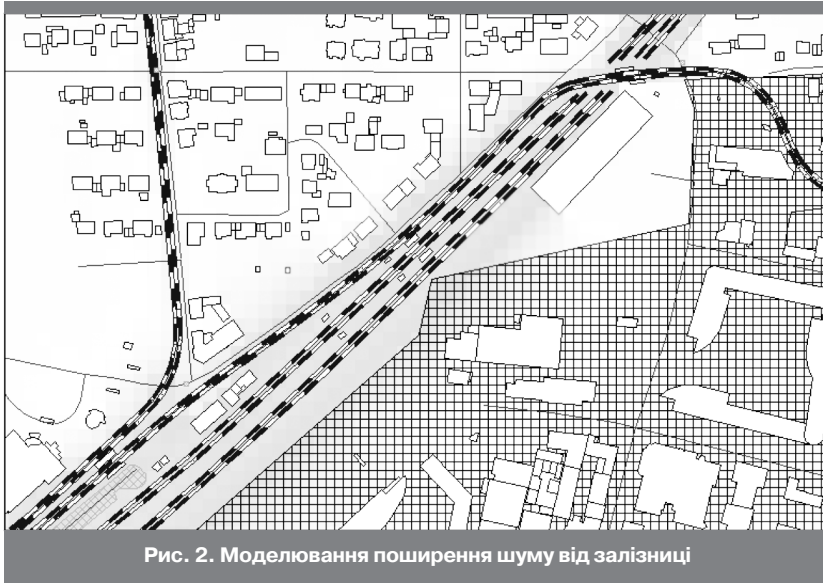 Рис. 2. Моделювання поширення шуму від залізниці